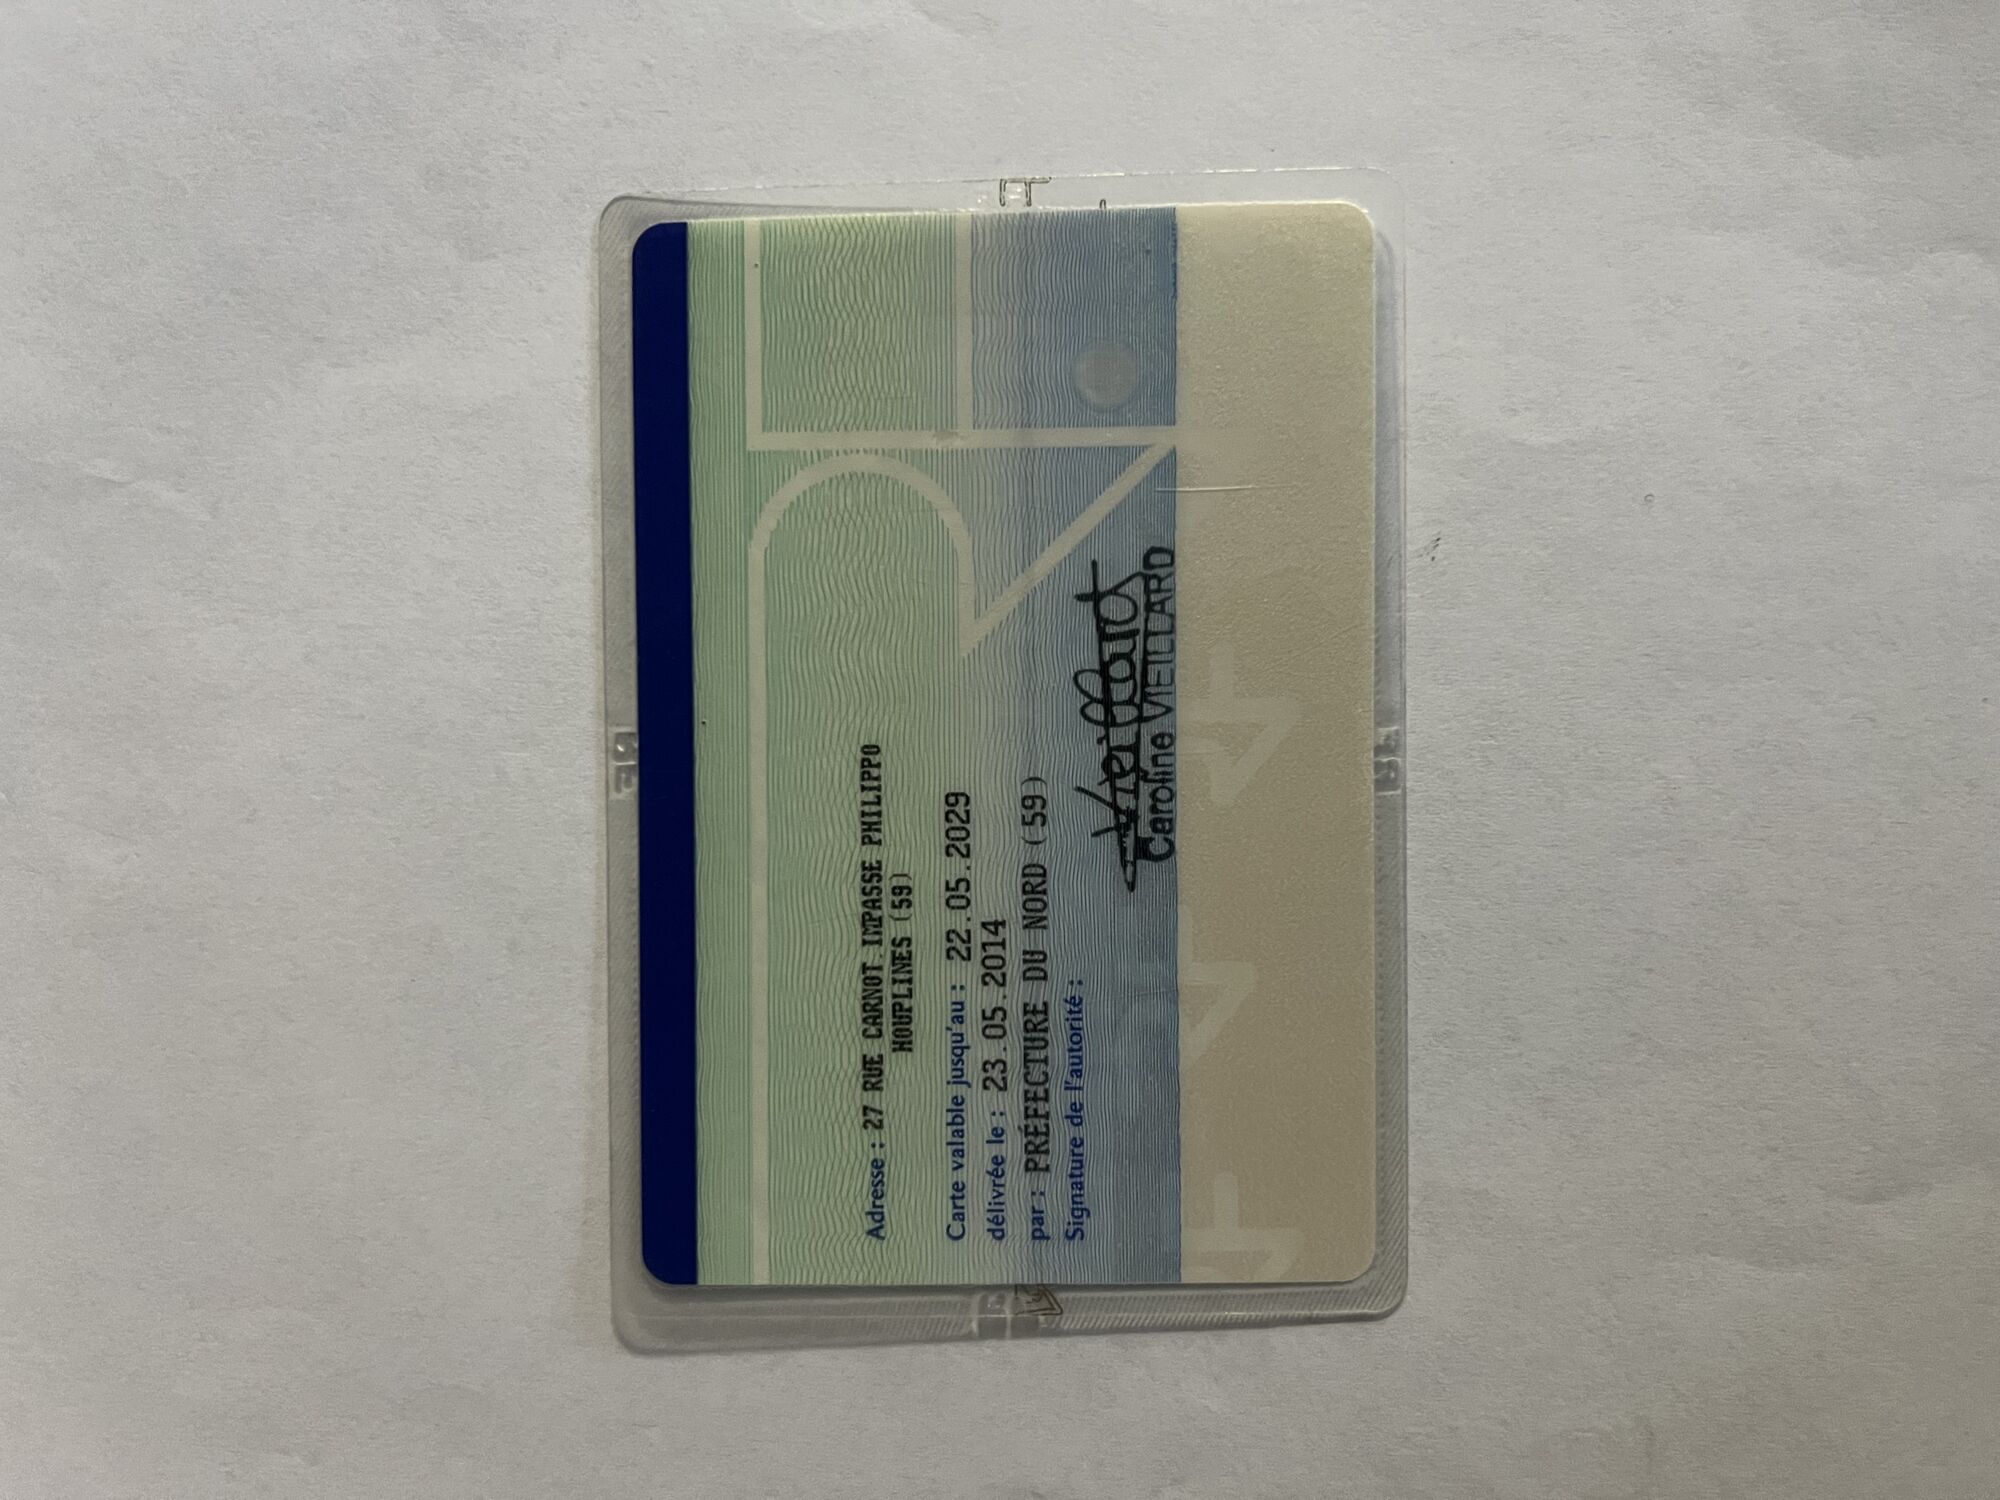 Adresse : 27 RUE CARNOT IMPASSE PHILIPPO
HOUPLINES (59)
Carte valable jusqu'au : 22.05.2029
délivrée le : 23.05.2014
par : PRÉFECTURE DU NORD (59)
Signature de l'autorité :
Caroline VIEILLARD
RF